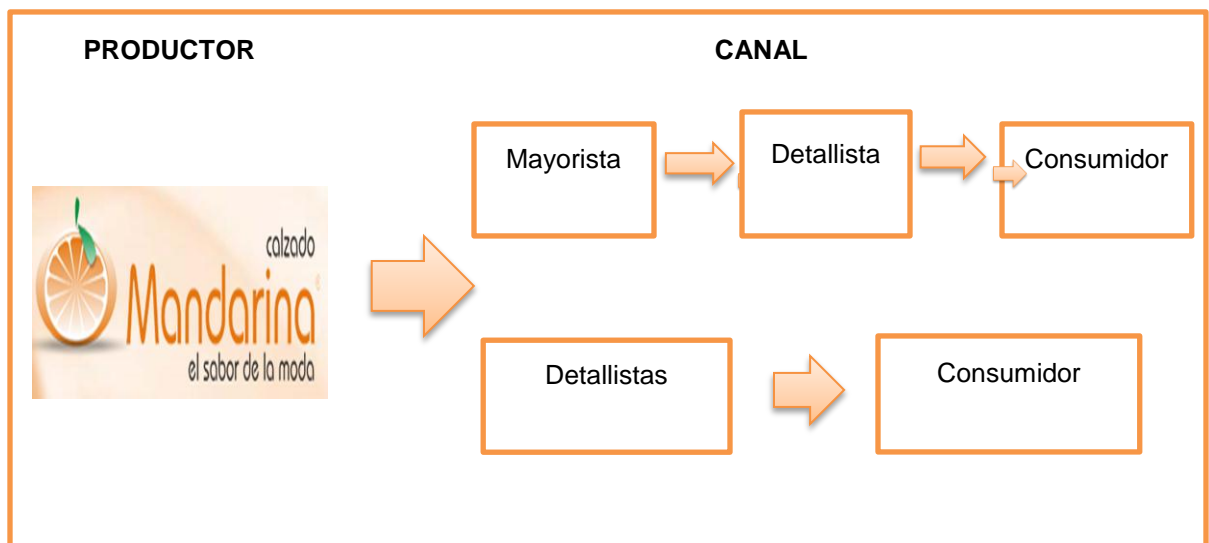 PRODUCTOR
CANAL
Mayorista
Detallista
Consumidor
calzado
Mandarina
el sabor de la moda
Detallistas
Consumidor